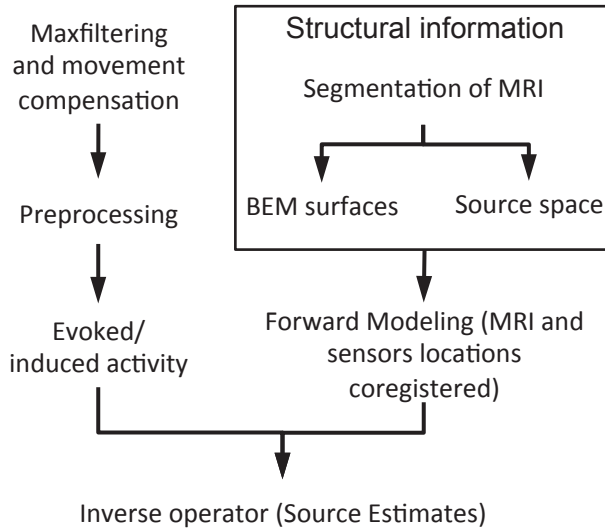 Maxfiltering
and movement
compensation
Preprocessing
Evoked/
induced activity
Structural information
Segmentation of MRI
BEM surfaces
Source space
Forward Modeling (MRI and
sensors locations
coregistered)
Inverse operator (Source Estimates)